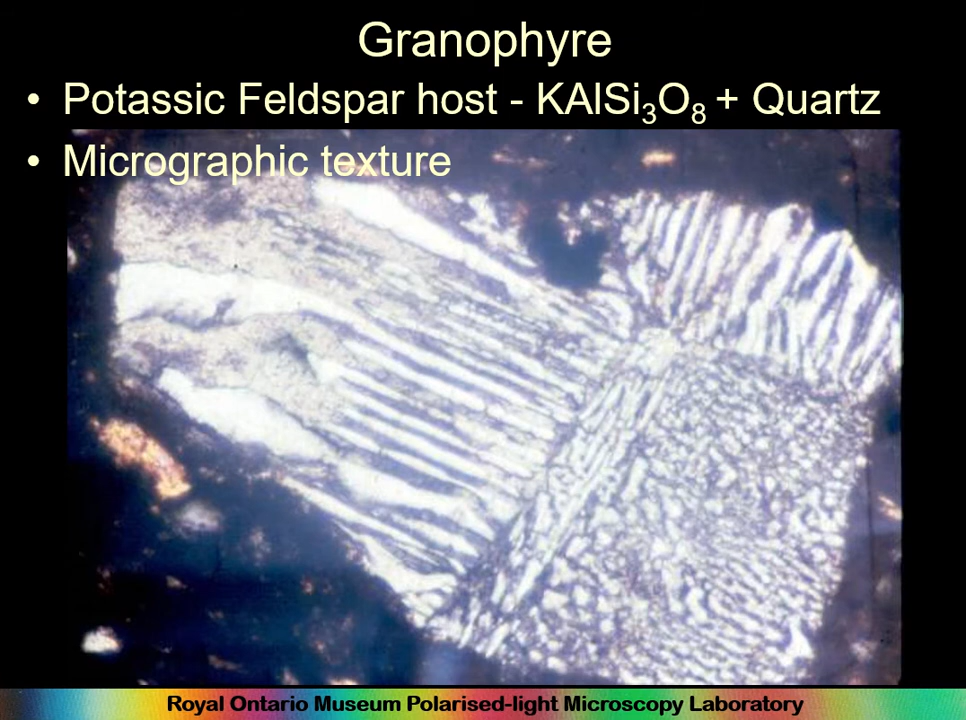 Granophyre
• Potassic Feldspar host - KAlSi₃O₈ + Quartz
• Micrographic texture
Royal Ontario Museum Polarised-light Microscopy Laboratory